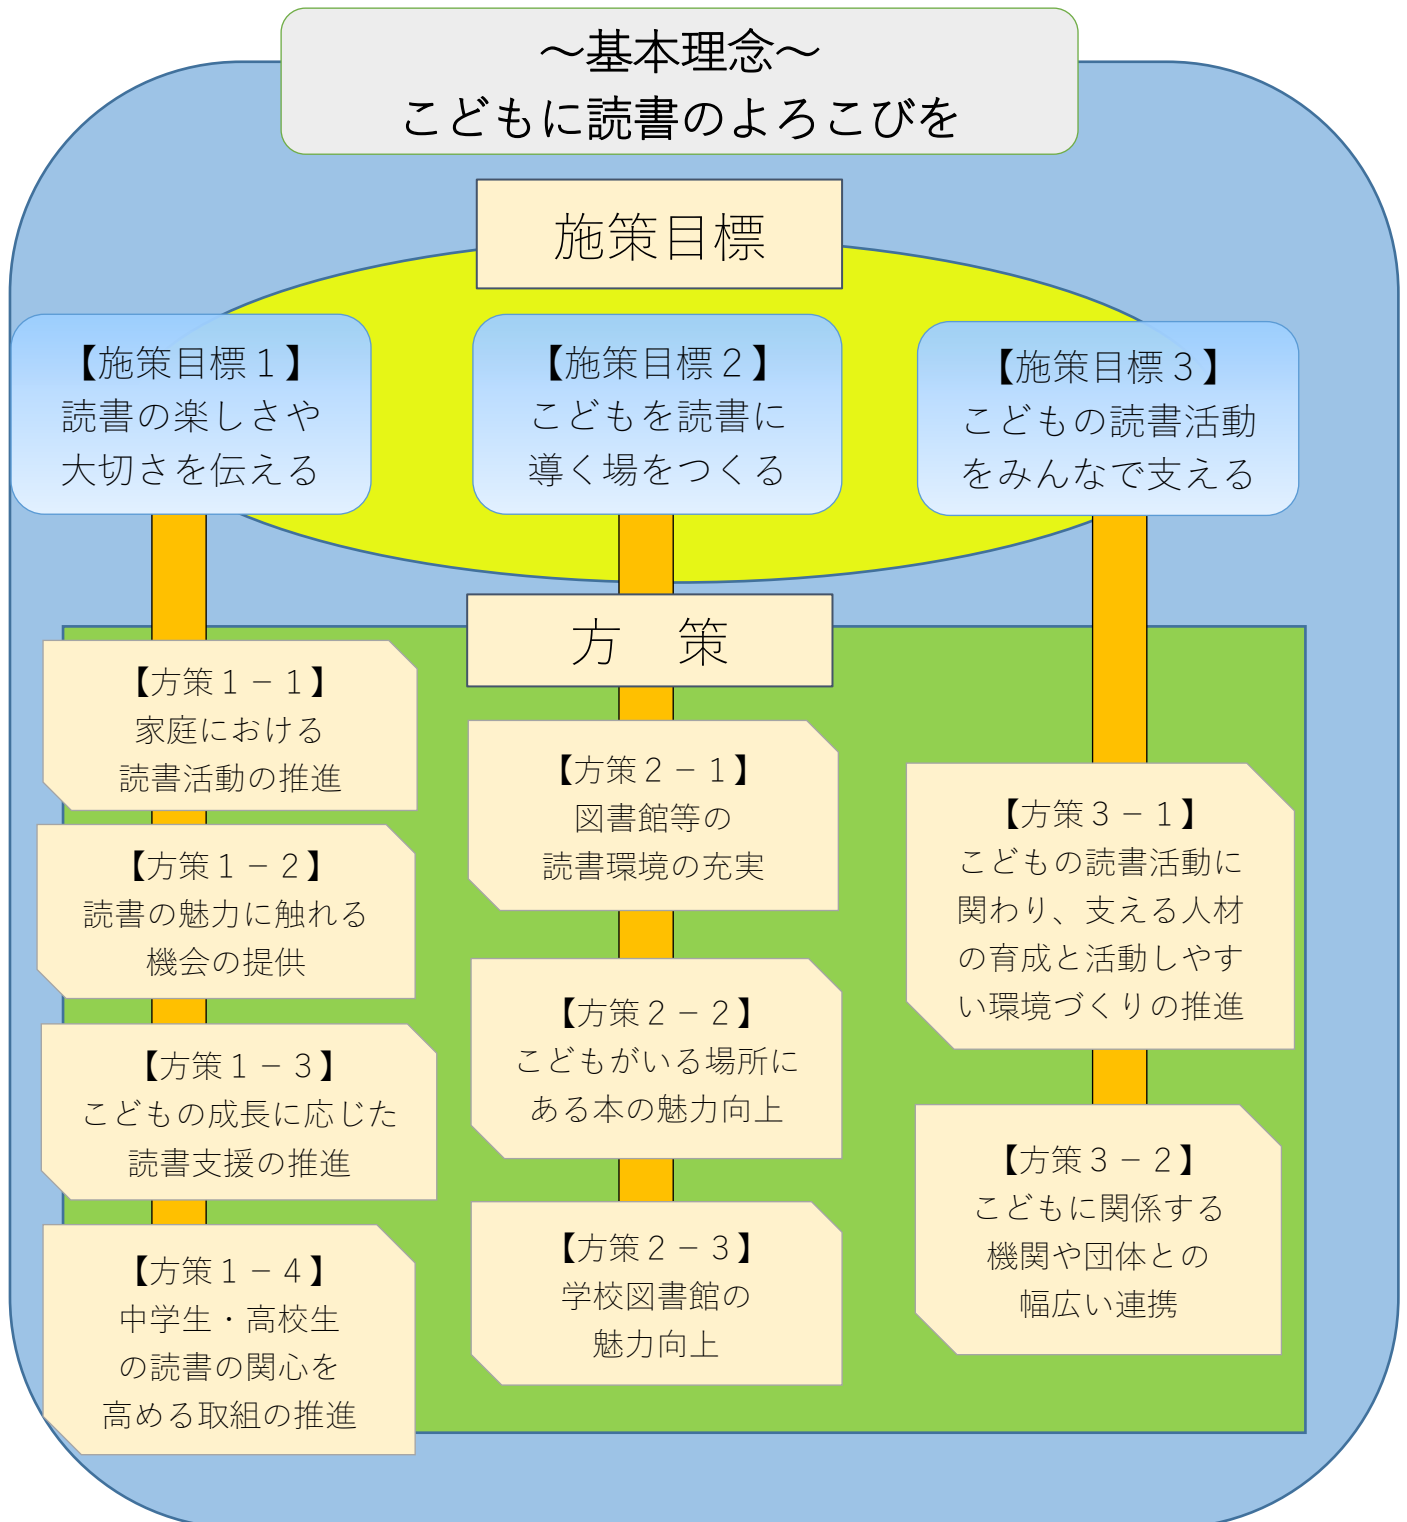 ～基本理念～
こどもに読書のよろこびを
施策目標
【施策目標１】
読書の楽しさや
大切さを伝える
【施策目標２】
こどもを読書に
導く場をつくる
【施策目標３】
こどもの読書活動
をみんなで支える
方　策
【方策１－１】
家庭における
読書活動の推進
【方策１－２】
読書の魅力に触れる
機会の提供
【方策１－３】
こどもの成長に応じた
読書支援の推進
【方策１－４】
中学生・高校生
の読書の関心を
高める取組の推進
【方策２－１】
図書館等の
読書環境の充実
【方策２－２】
こどもがいる場所に
ある本の魅力向上
【方策２－３】
学校図書館の
魅力向上
【方策３－１】
こどもの読書活動に
関わり、支える人材
の育成と活動しやす
い環境づくりの推進
【方策３－２】
こどもに関係する
機関や団体との
幅広い連携